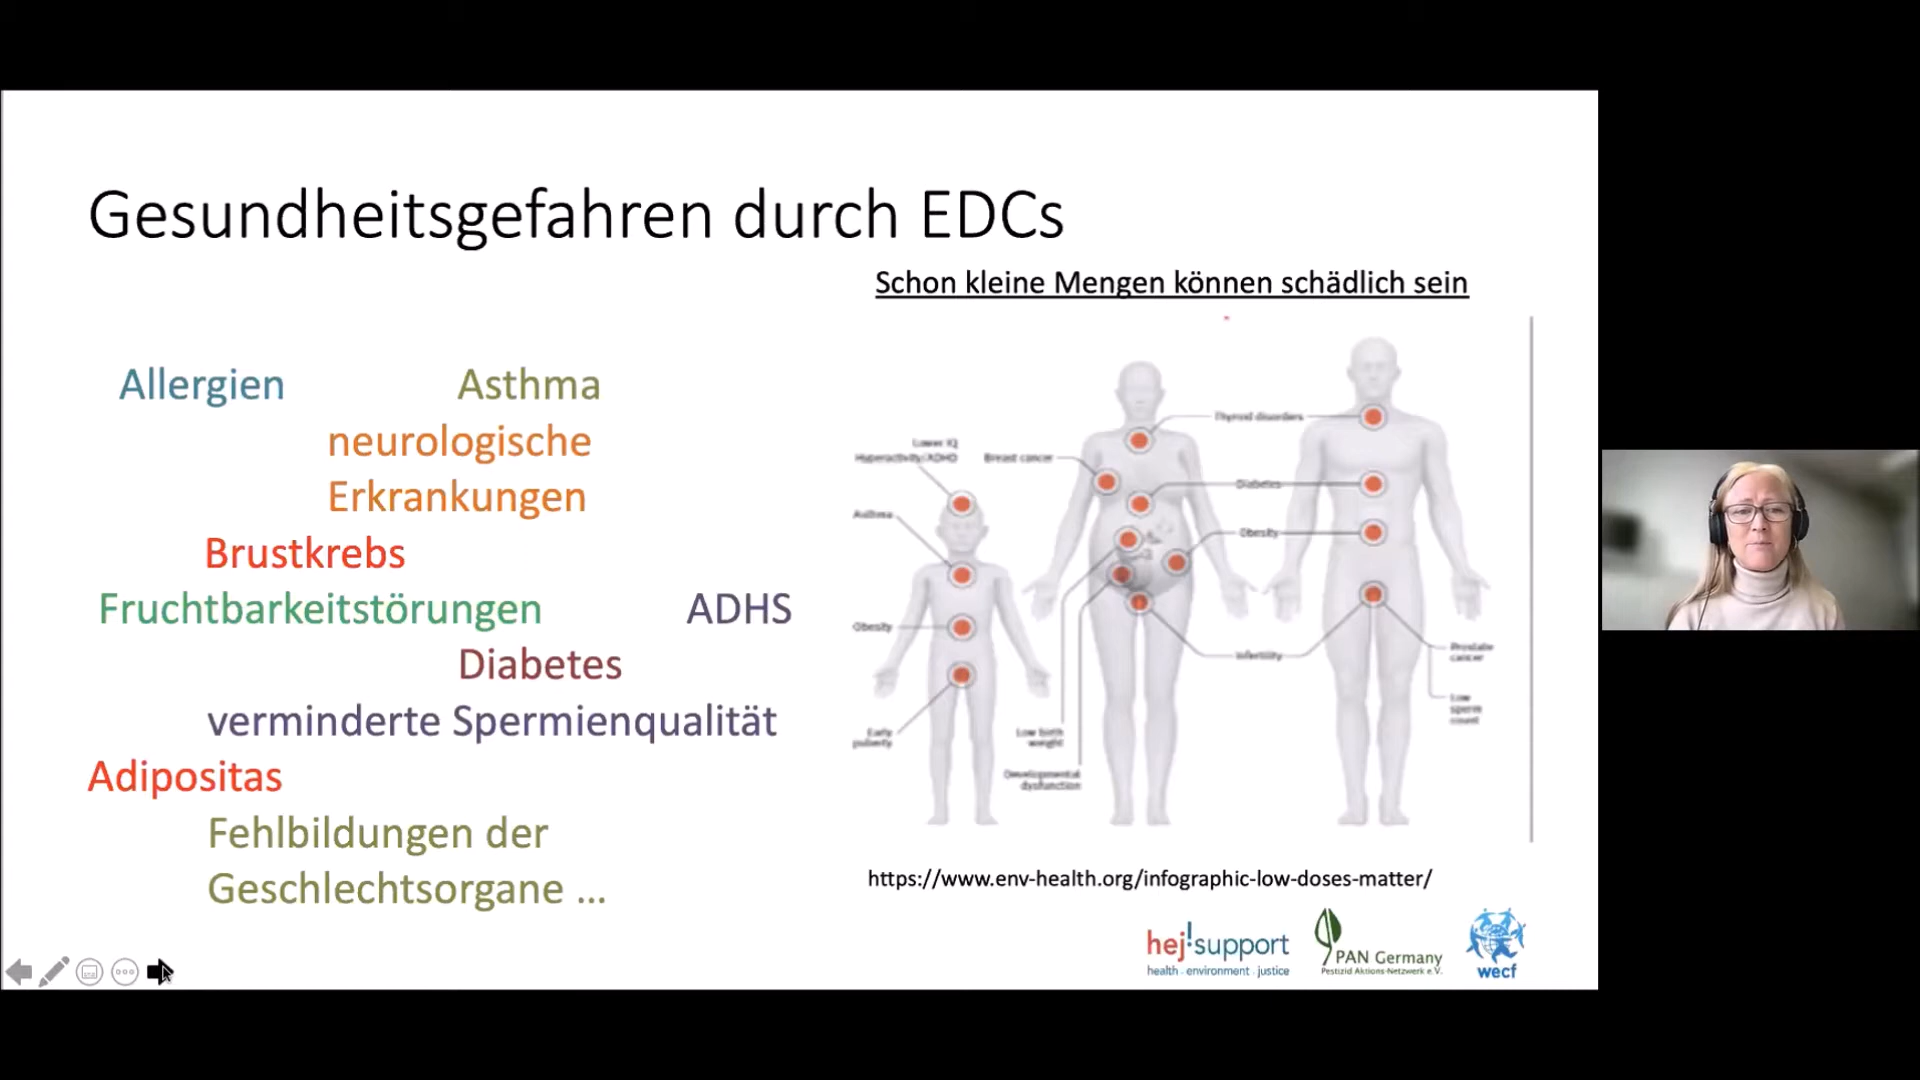 Gesundheitsgefahren durch EDCs
Schon kleine Mengen können schädlich sein
Allergien
Asthma
neurologische
Erkrankungen
Brustkrebs
Fruchtbarkeitstörungen
ADHS
Diabetes
verminderte Spermienqualität
Adipositas
Fehlbildungen der
Geschlechtsorgane ...
Lower IQ
Hyperactivity/ADHD
Asthma
Obesity
Early
puberty
Breast cancer
Low birth
weight
Developmental
dysfunction
Thyroid disorders
Diabetes
Obesity
Infertility
Prostate
cancer
Low
sperm
count
https://www.env-health.org/infographic-low-doses-matter/
hej!support
health . environment . justice
PAN Germany
Pestizid Aktions-Netzwerk e.V.
wecf